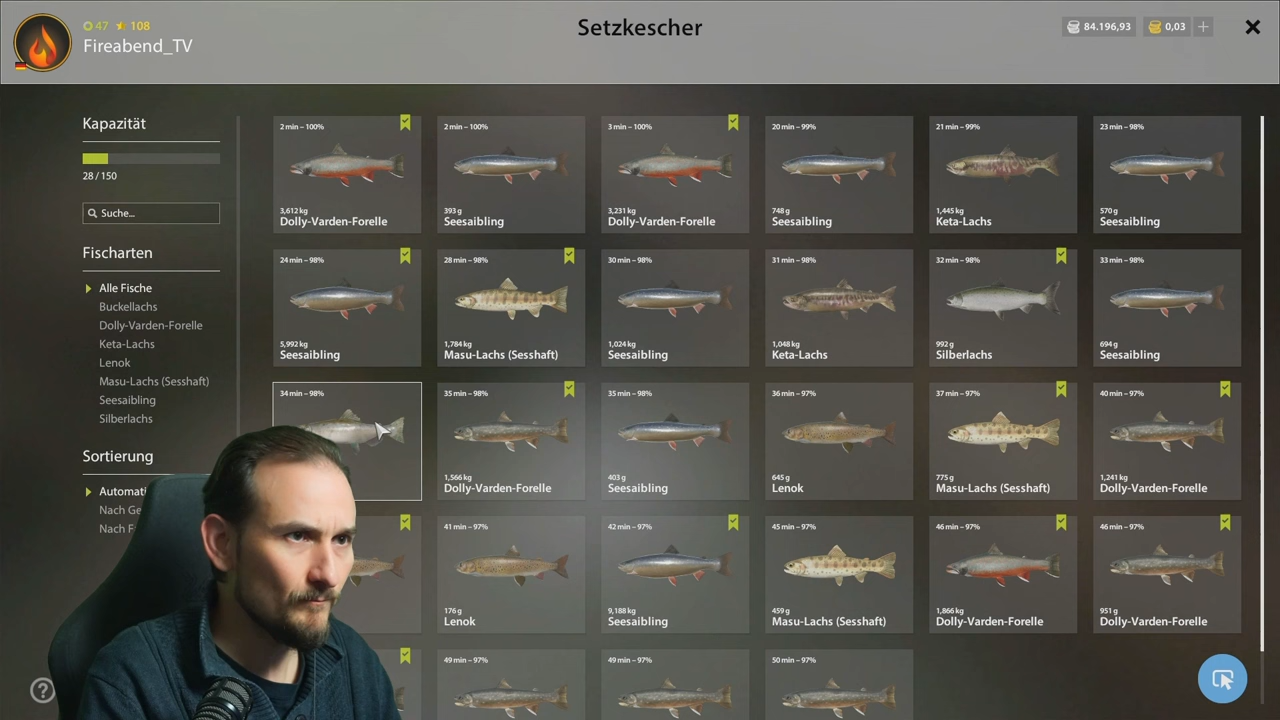 47 108
Fireabend_TV
Setzkescher
84.196,93 0,03 +
Kapazität
28 / 150
Suche...
Fischarten
Alle Fische
Buckellachs
Dolly-Varden-Forelle
Keta-Lachs
Lenok
Masu-Lachs (Sesshaft)
Seesaibling
Silberlachs
Sortierung
Automati
Nach Ge
Nach F
2 min – 100%
3,612 kg
Dolly-Varden-Forelle
2 min – 100%
393 g
Seesaibling
3 min – 100%
3,231 kg
Dolly-Varden-Forelle
20 min – 99%
748 g
Seesaibling
21 min – 99%
1,445 kg
Keta-Lachs
23 min – 98%
570 g
Seesaibling
24 min – 98%
5,992 kg
Seesaibling
28 min – 98%
1,784 kg
Masu-Lachs (Sesshaft)
30 min – 98%
1,024 kg
Seesaibling
31 min – 98%
1,048 kg
Keta-Lachs
32 min – 98%
992 g
Silberlachs
33 min – 98%
694 g
Seesaibling
34 min – 98%
35 min – 98%
1,566 kg
Dolly-Varden-Forelle
35 min – 98%
403 g
Seesaibling
36 min – 97%
645 g
Lenok
37 min – 97%
775 g
Masu-Lachs (Sesshaft)
40 min – 97%
1,241 kg
Dolly-Varden-Forelle
41 min – 97%
176 g
Lenok
42 min – 97%
9,188 kg
Seesaibling
45 min – 97%
459 g
Masu-Lachs (Sesshaft)
46 min – 97%
1,866 kg
Dolly-Varden-Forelle
46 min – 97%
951 g
Dolly-Varden-Forelle
49 min – 97%
49 min – 97%
50 min – 97%
?